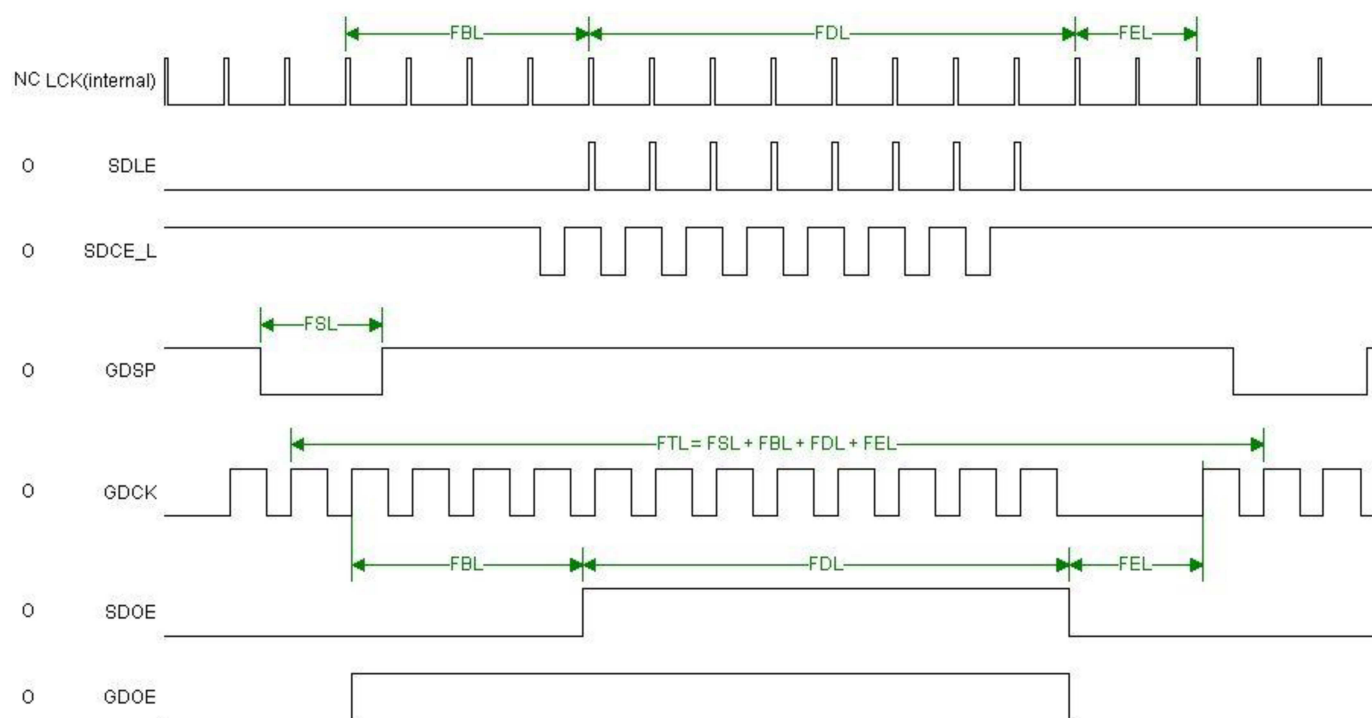 FBL FDL FEL
NC LCK(internal)
O SDLE
O SDCE_L
FSL
O GDSP
FTL= FSL + FBL + FDL + FEL
O GDCK
FBL FDL FEL
O SDOE
O GDOE